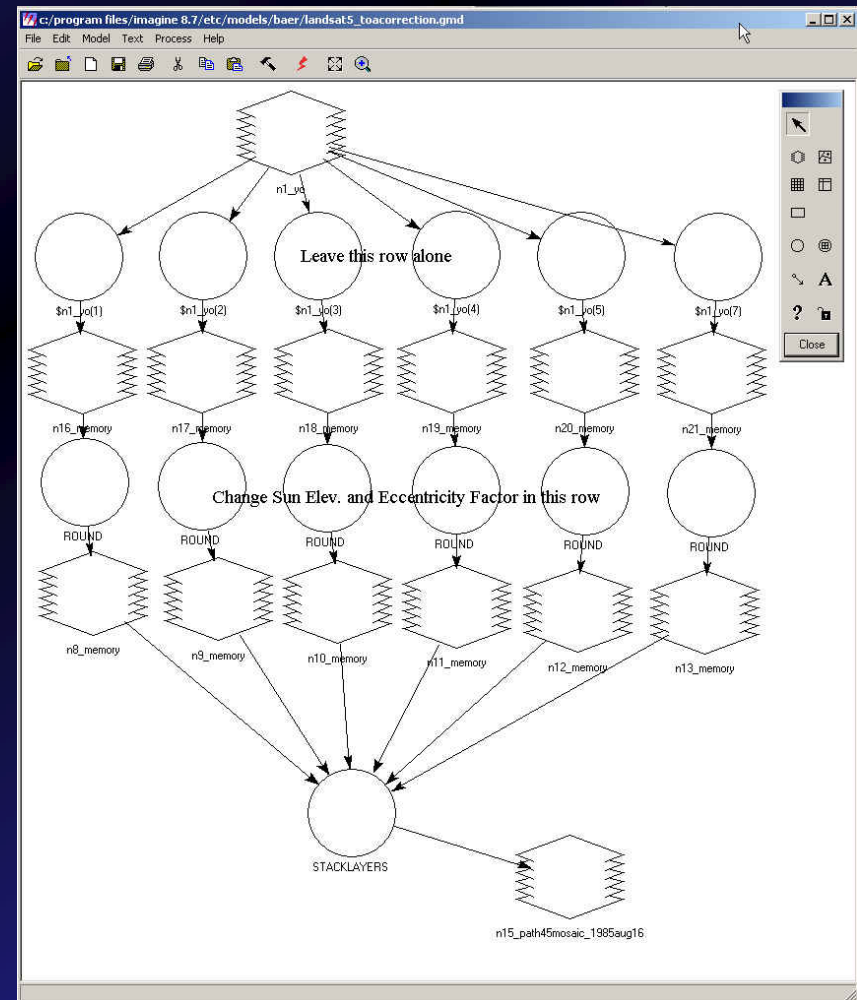 c:/program files/imagine 8.7/etc/models/baer/landsat5_toacorrection.gmd
File Edit Model Text Process Help
n1_yo
Leave this row alone
$n1_yo(1) $n1_yo(2) $n1_yo(3) $n1_yo(4) $n1_yo(5) $n1_yo(7)
A
?
Close
n16_memory n17_memory n18_memory n19_memory n20_memory n21_memory
Change Sun Elev. and Eccentricity Factor in this row
ROUND ROUND ROUND ROUND ROUND ROUND
n8_memory n9_memory n10_memory n11_memory n12_memory n13_memory
STACKLAYERS
n15_path45mosaic_1985aug16